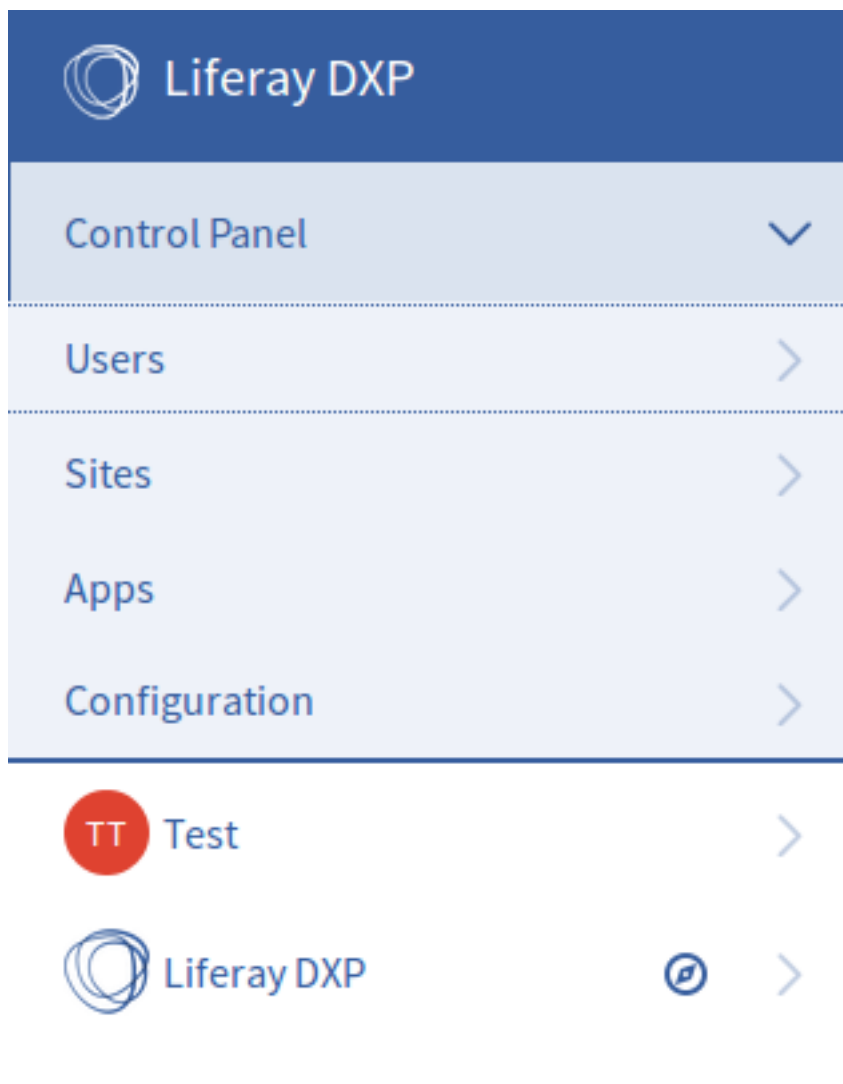 Liferay DXP
Control Panel
Users
Sites
Apps
Configuration
TT Test
Liferay DXP